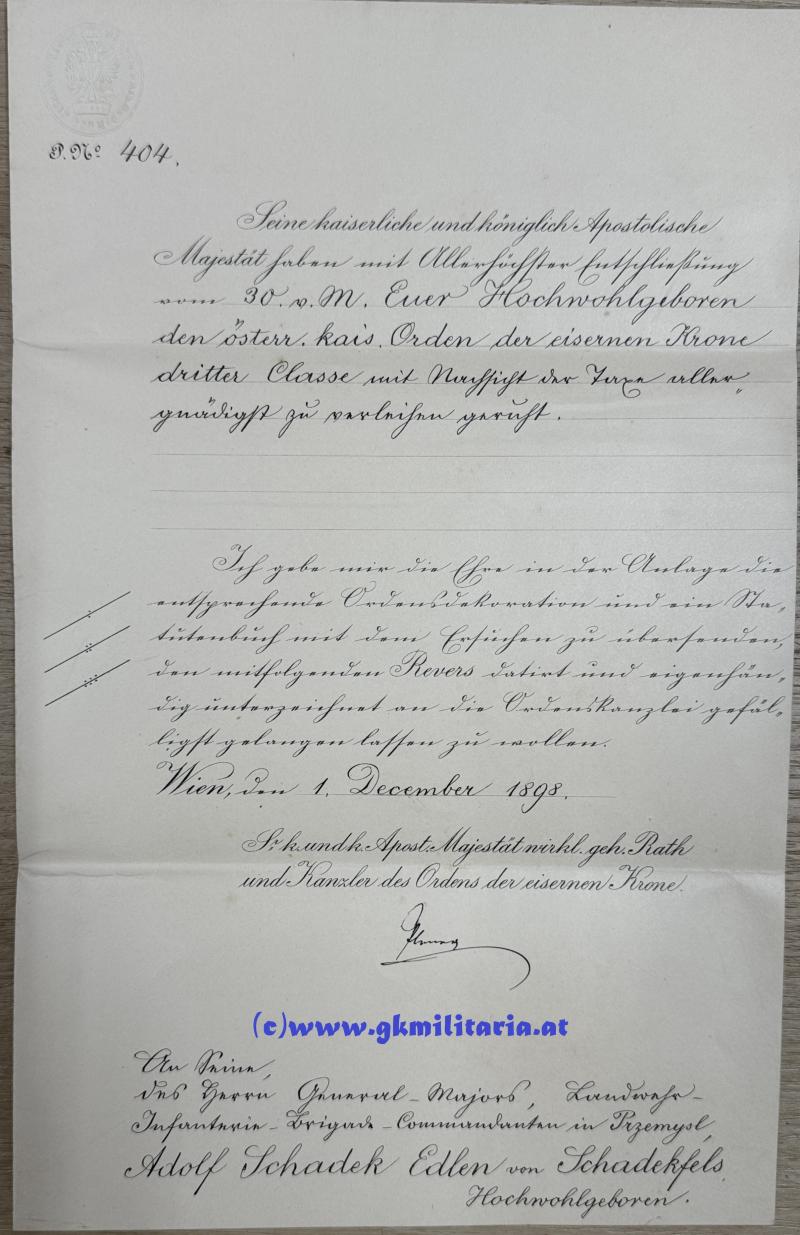 P. No 404.
Seine kaiserliche und königlich Apostolische
Majestät haben mit Allerhöchster Entschließung
vom 30. v. M. Euer Hochwohlgeboren
den österr. kais. Orden der eisernen Krone
dritter Classe mit Nachsicht der Taxe aller„
gnädigst zu verleihen geruht.
Ich gebe mir die Ehre in der Anlage die
entsprechende Ordensdekoration und ein Sta„
tutenbuch mit dem Ersuchen zu übersenden,
den mitfolgenden Revers datirt und eigenhän„
dig unterzeichnet an die Ordenskanzlei gefäl„
ligst gelangen lassen zu wollen.
Wien, den 1. December 1898.
Sr. k. und k. Apost. Majestät wirkl. geh. Rath
und Kanzler des Ordens der eisernen Krone.
(c)www.gkmilitaria.at
An Seine,
des Herrn General-Majors, Landwehr-
Infanterie-Brigade-Commandanten in Przemysl,
Adolf Schadek Edlen von Schadekfels
Hochwohlgeboren.